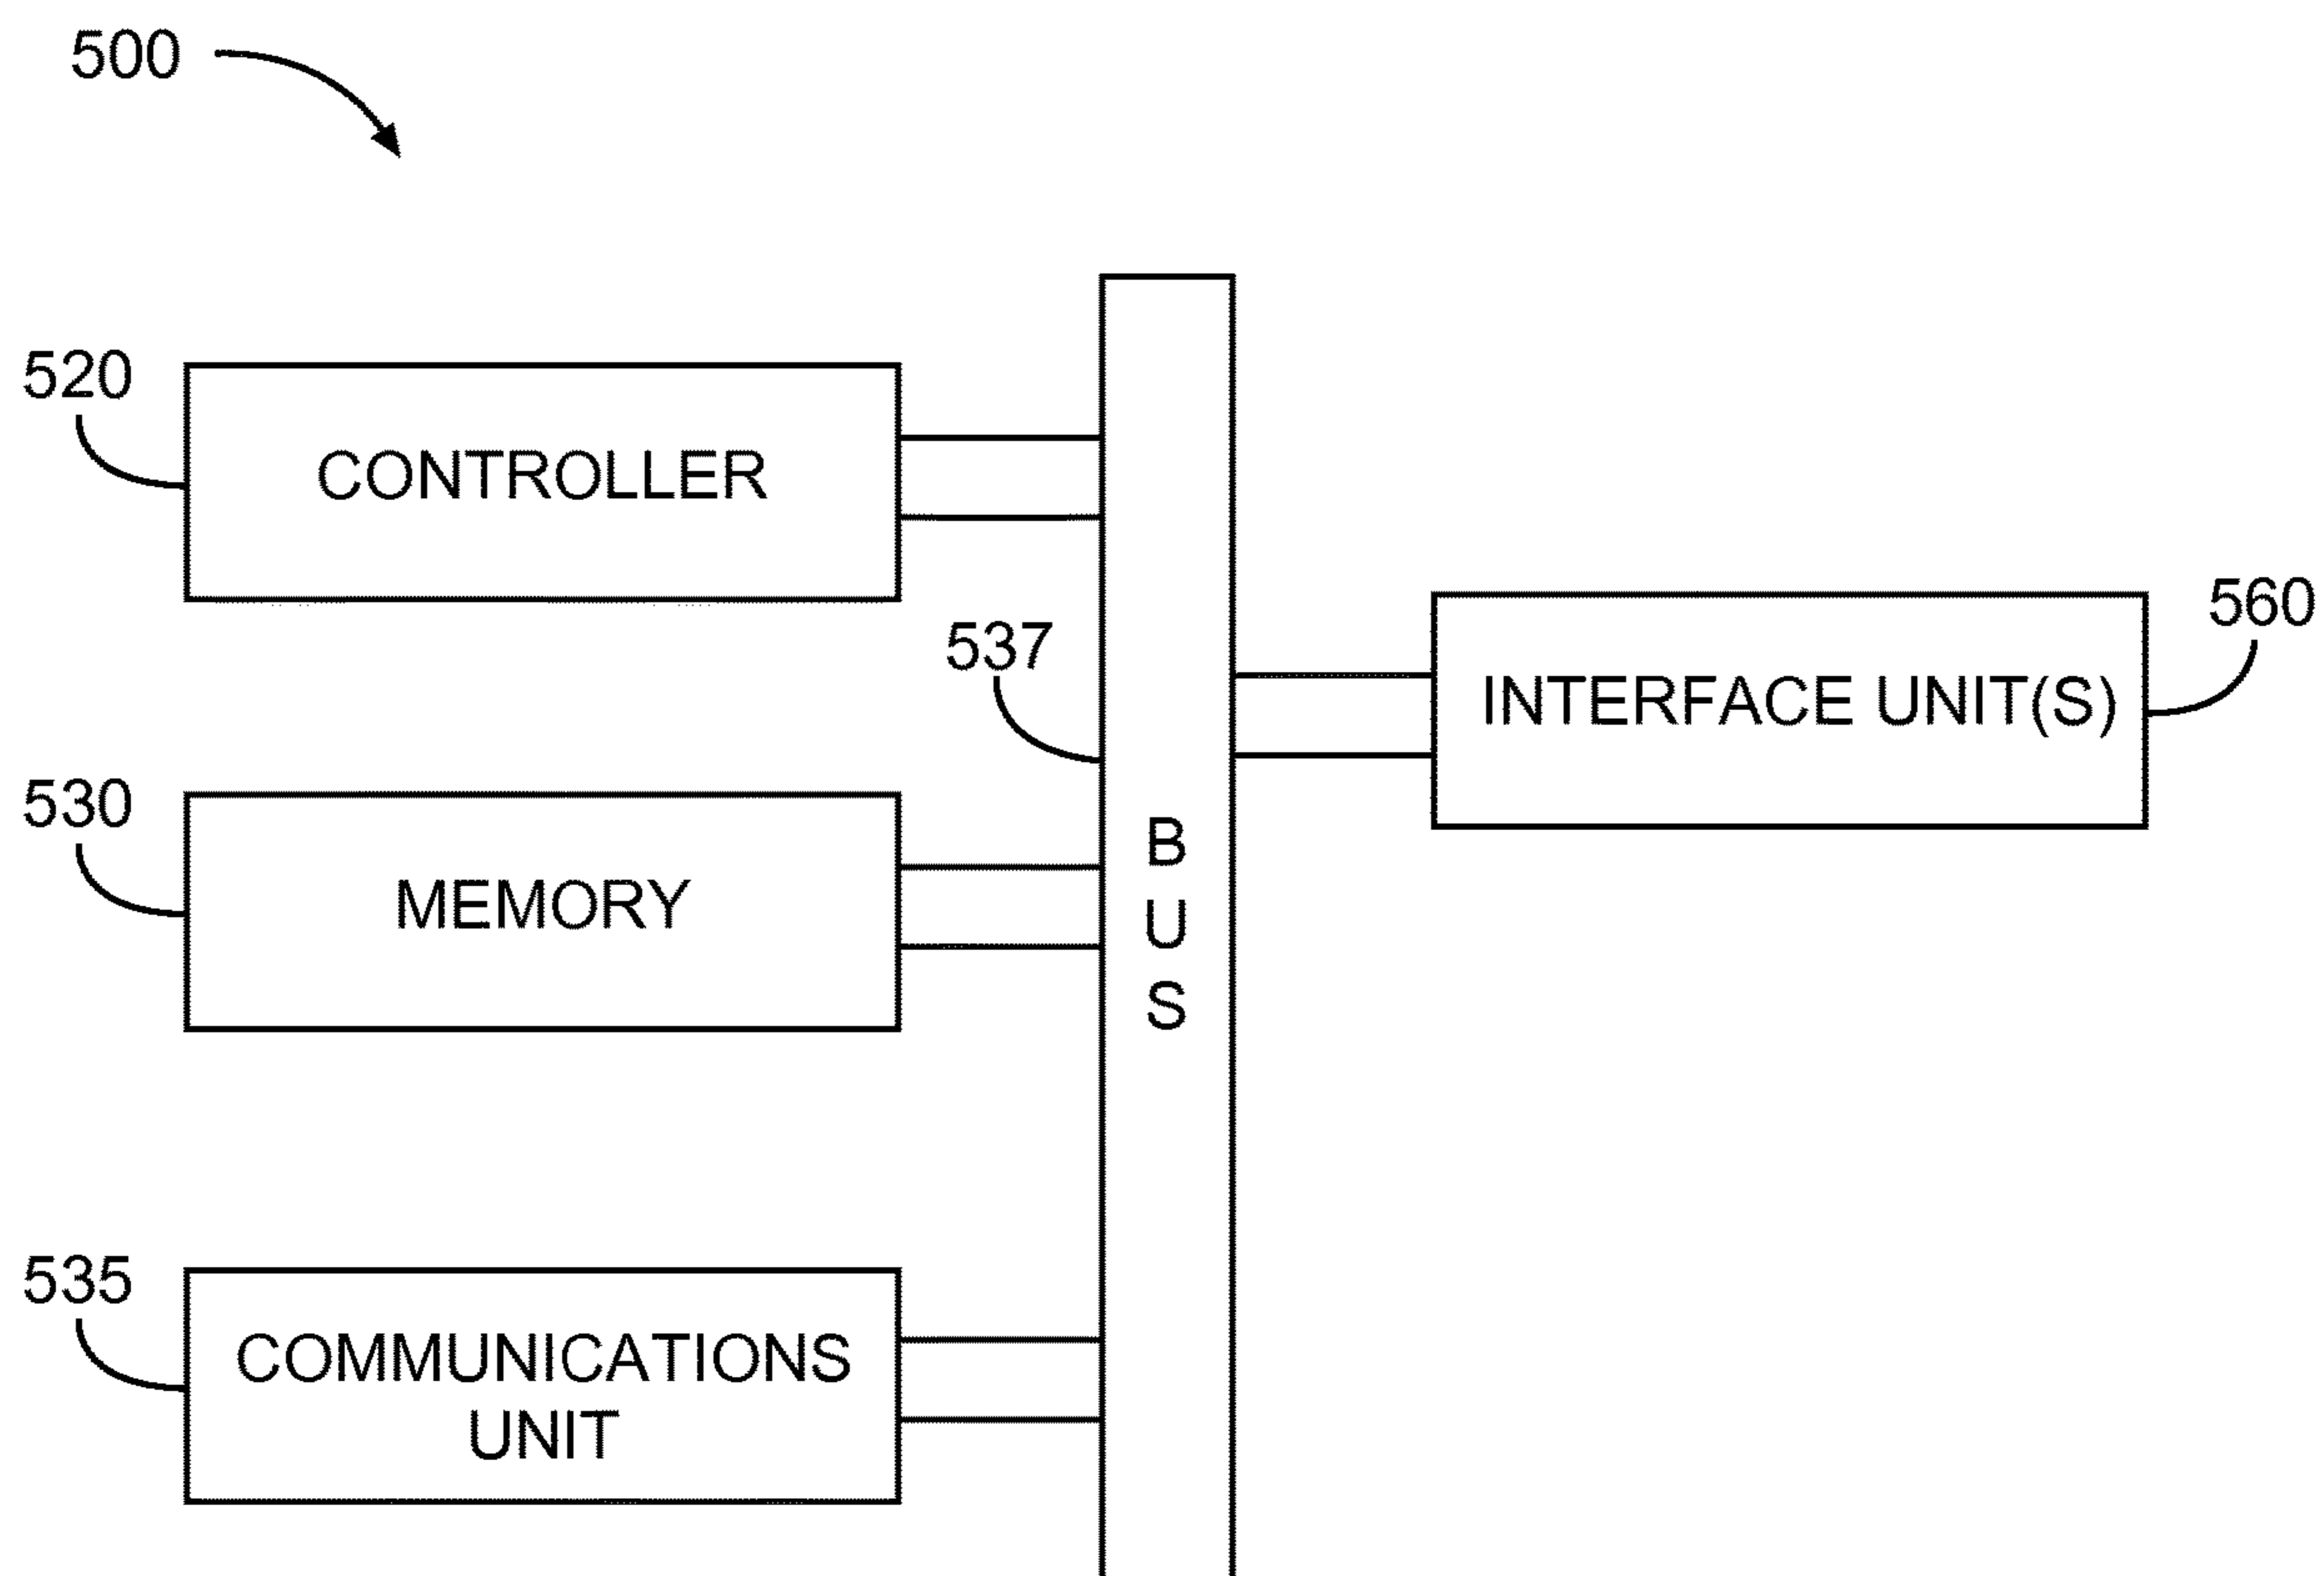 500
520
CONTROLLER
537
560
INTERFACE UNIT(S)
530
MEMORY
B
U
S
535
COMMUNICATIONS
UNIT